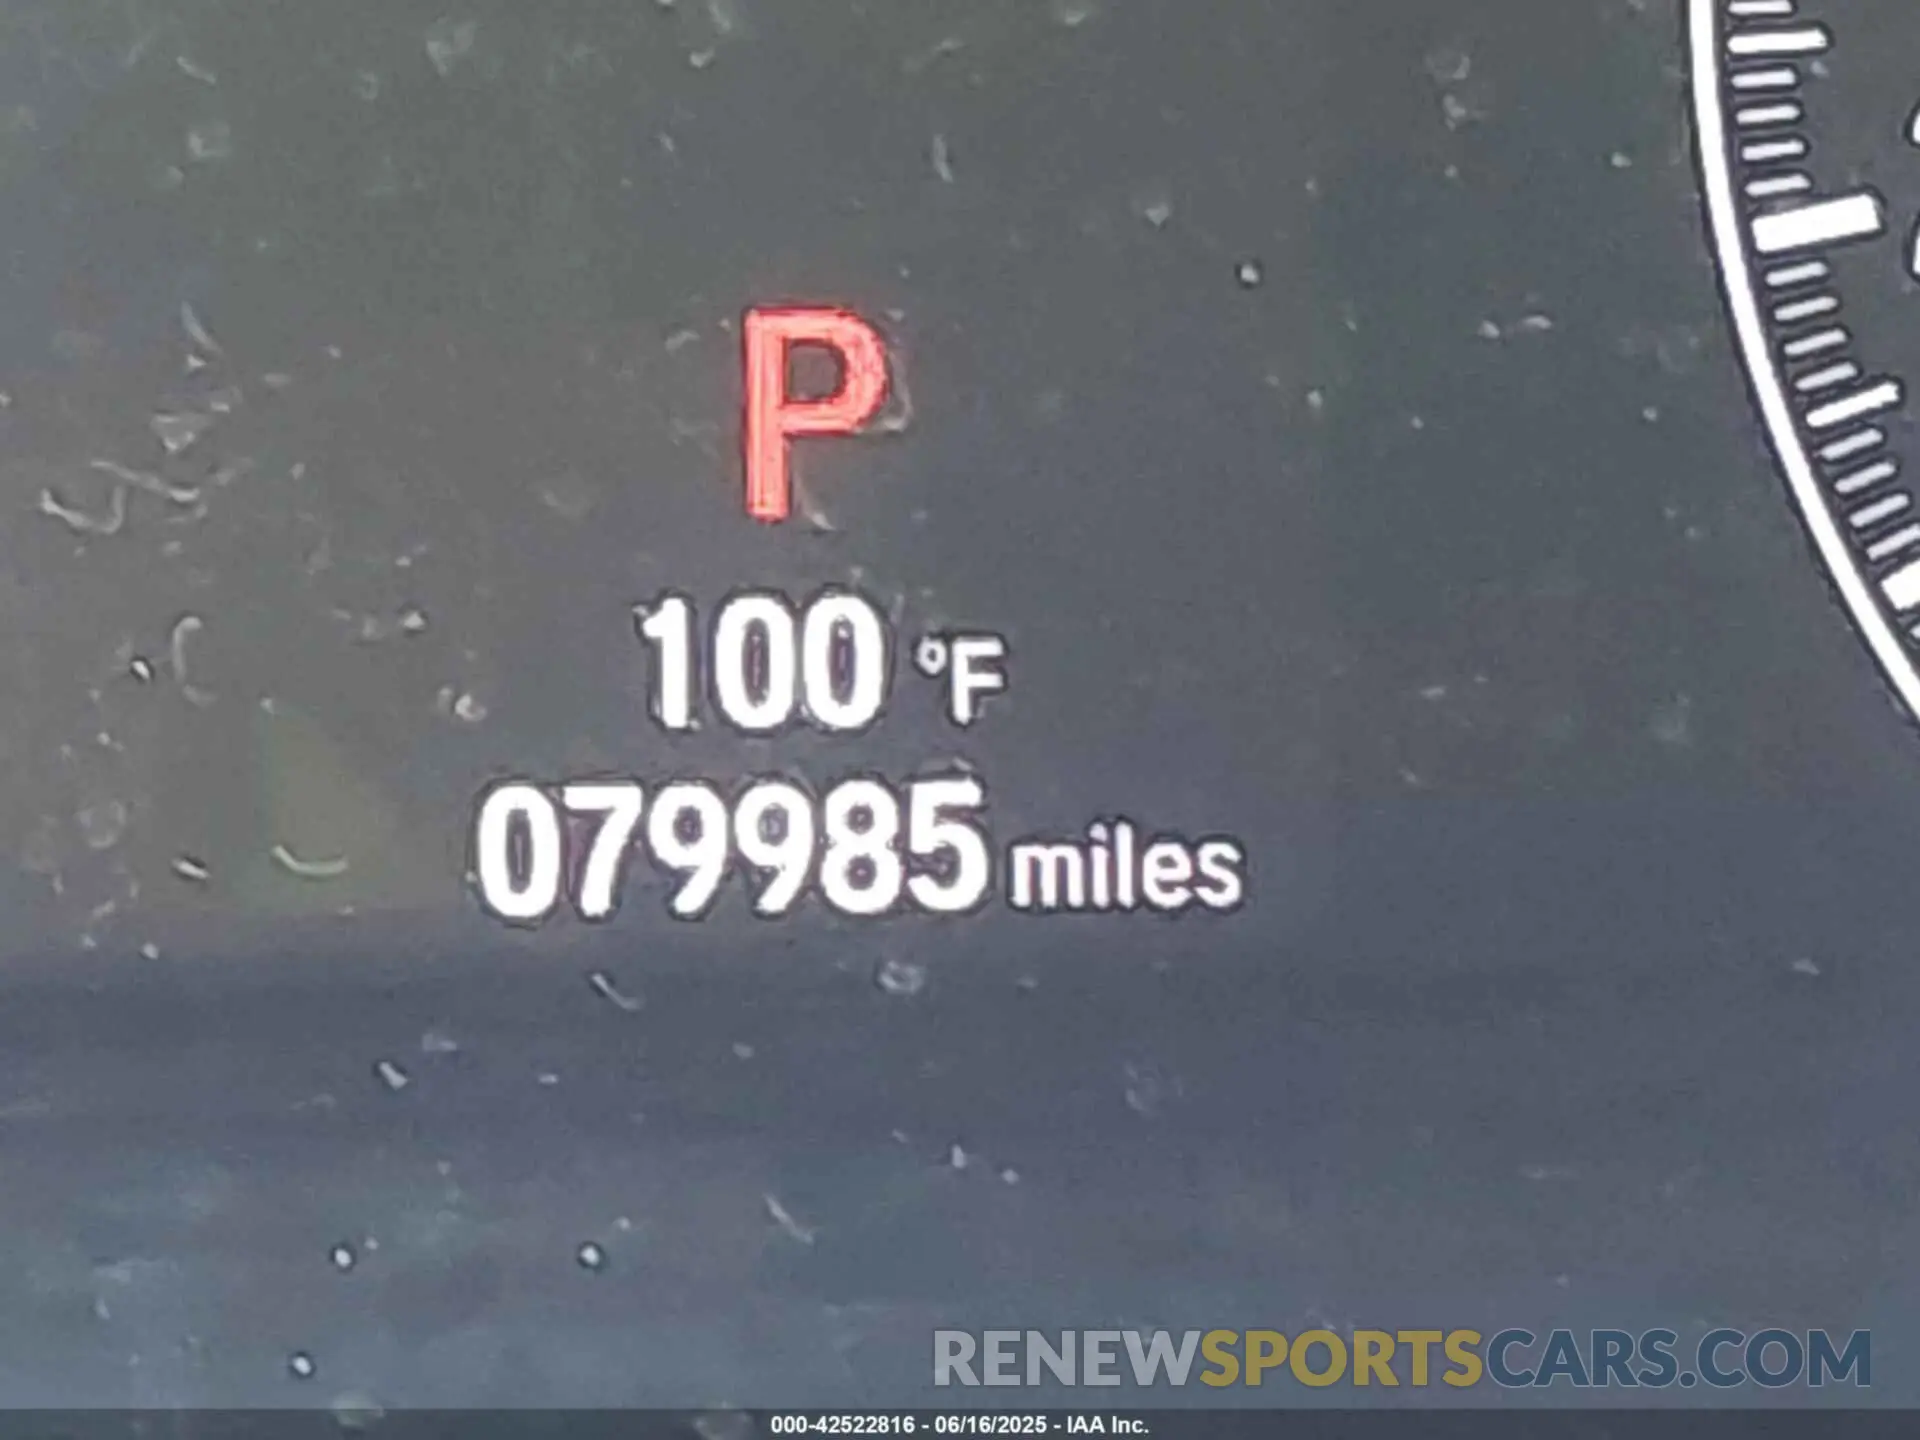 P
100 °F
079985 miles
RENEWSPORTSCARS.COM
000-42522816 - 06/16/2025 - IAA Inc.